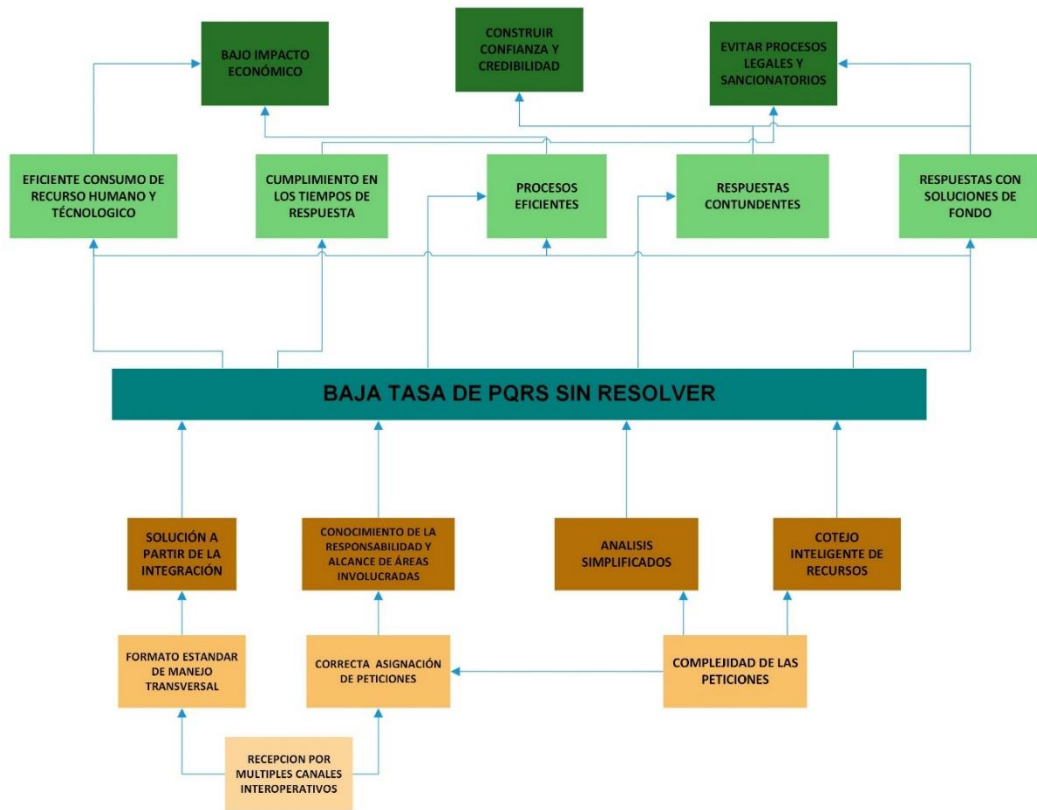 BAJO IMPACTO
ECONÓMICO
CONSTRUIR
CONFIANZA Y
CREDIBILIDAD
EVITAR PROCESOS
LEGALES Y
SANCIONATORIOS
EFICIENTE CONSUMO DE
RECURSO HUMANO Y
TÉCNOLOGICO
CUMPLIMIENTO EN
LOS TIEMPOS DE
RESPUESTA
PROCESOS
EFICIENTES
RESPUESTAS
CONTUNDENTES
RESPUESTAS CON
SOLUCIONES DE
FONDO
BAJA TASA DE PQRS SIN RESOLVER
SOLUCIÓN A
PARTIR DE LA
INTEGRACIÓN
CONOCIMIENTO DE LA
RESPONSABILIDAD Y
ALCANCE DE ÁREAS
INVOLUCRADAS
ANALISIS
SIMPLIFICADOS
COTEJO
INTELIGENTE DE
RECURSOS
FORMATO ESTANDAR
DE MANEJO
TRANSVERSAL
CORRECTA ASIGNACIÓN
DE PETICIONES
COMPLEJIDAD DE LAS
PETICIONES
RECEPCION POR
MULTIPLES CANALES
INTEROPERATIVOS